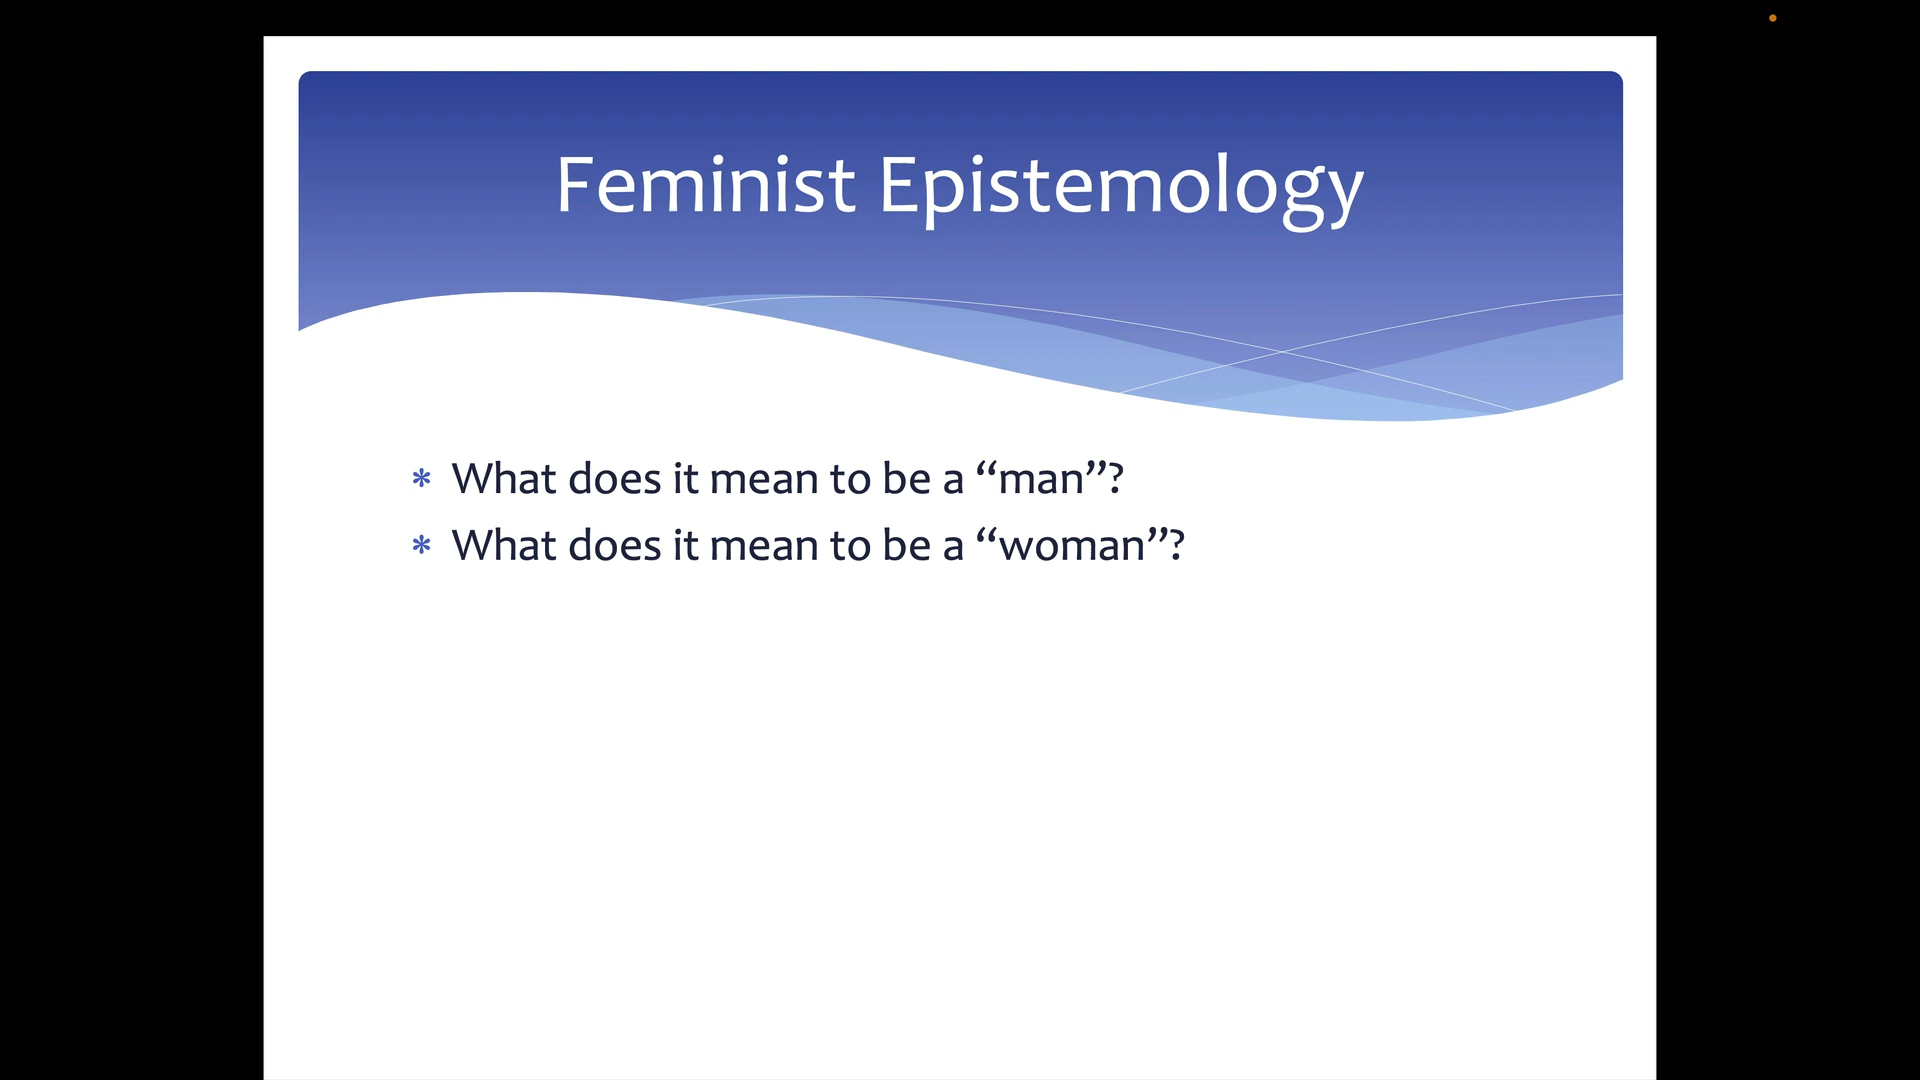 Feminist Epistemology
* What does it mean to be a “man”?
* What does it mean to be a “woman”?